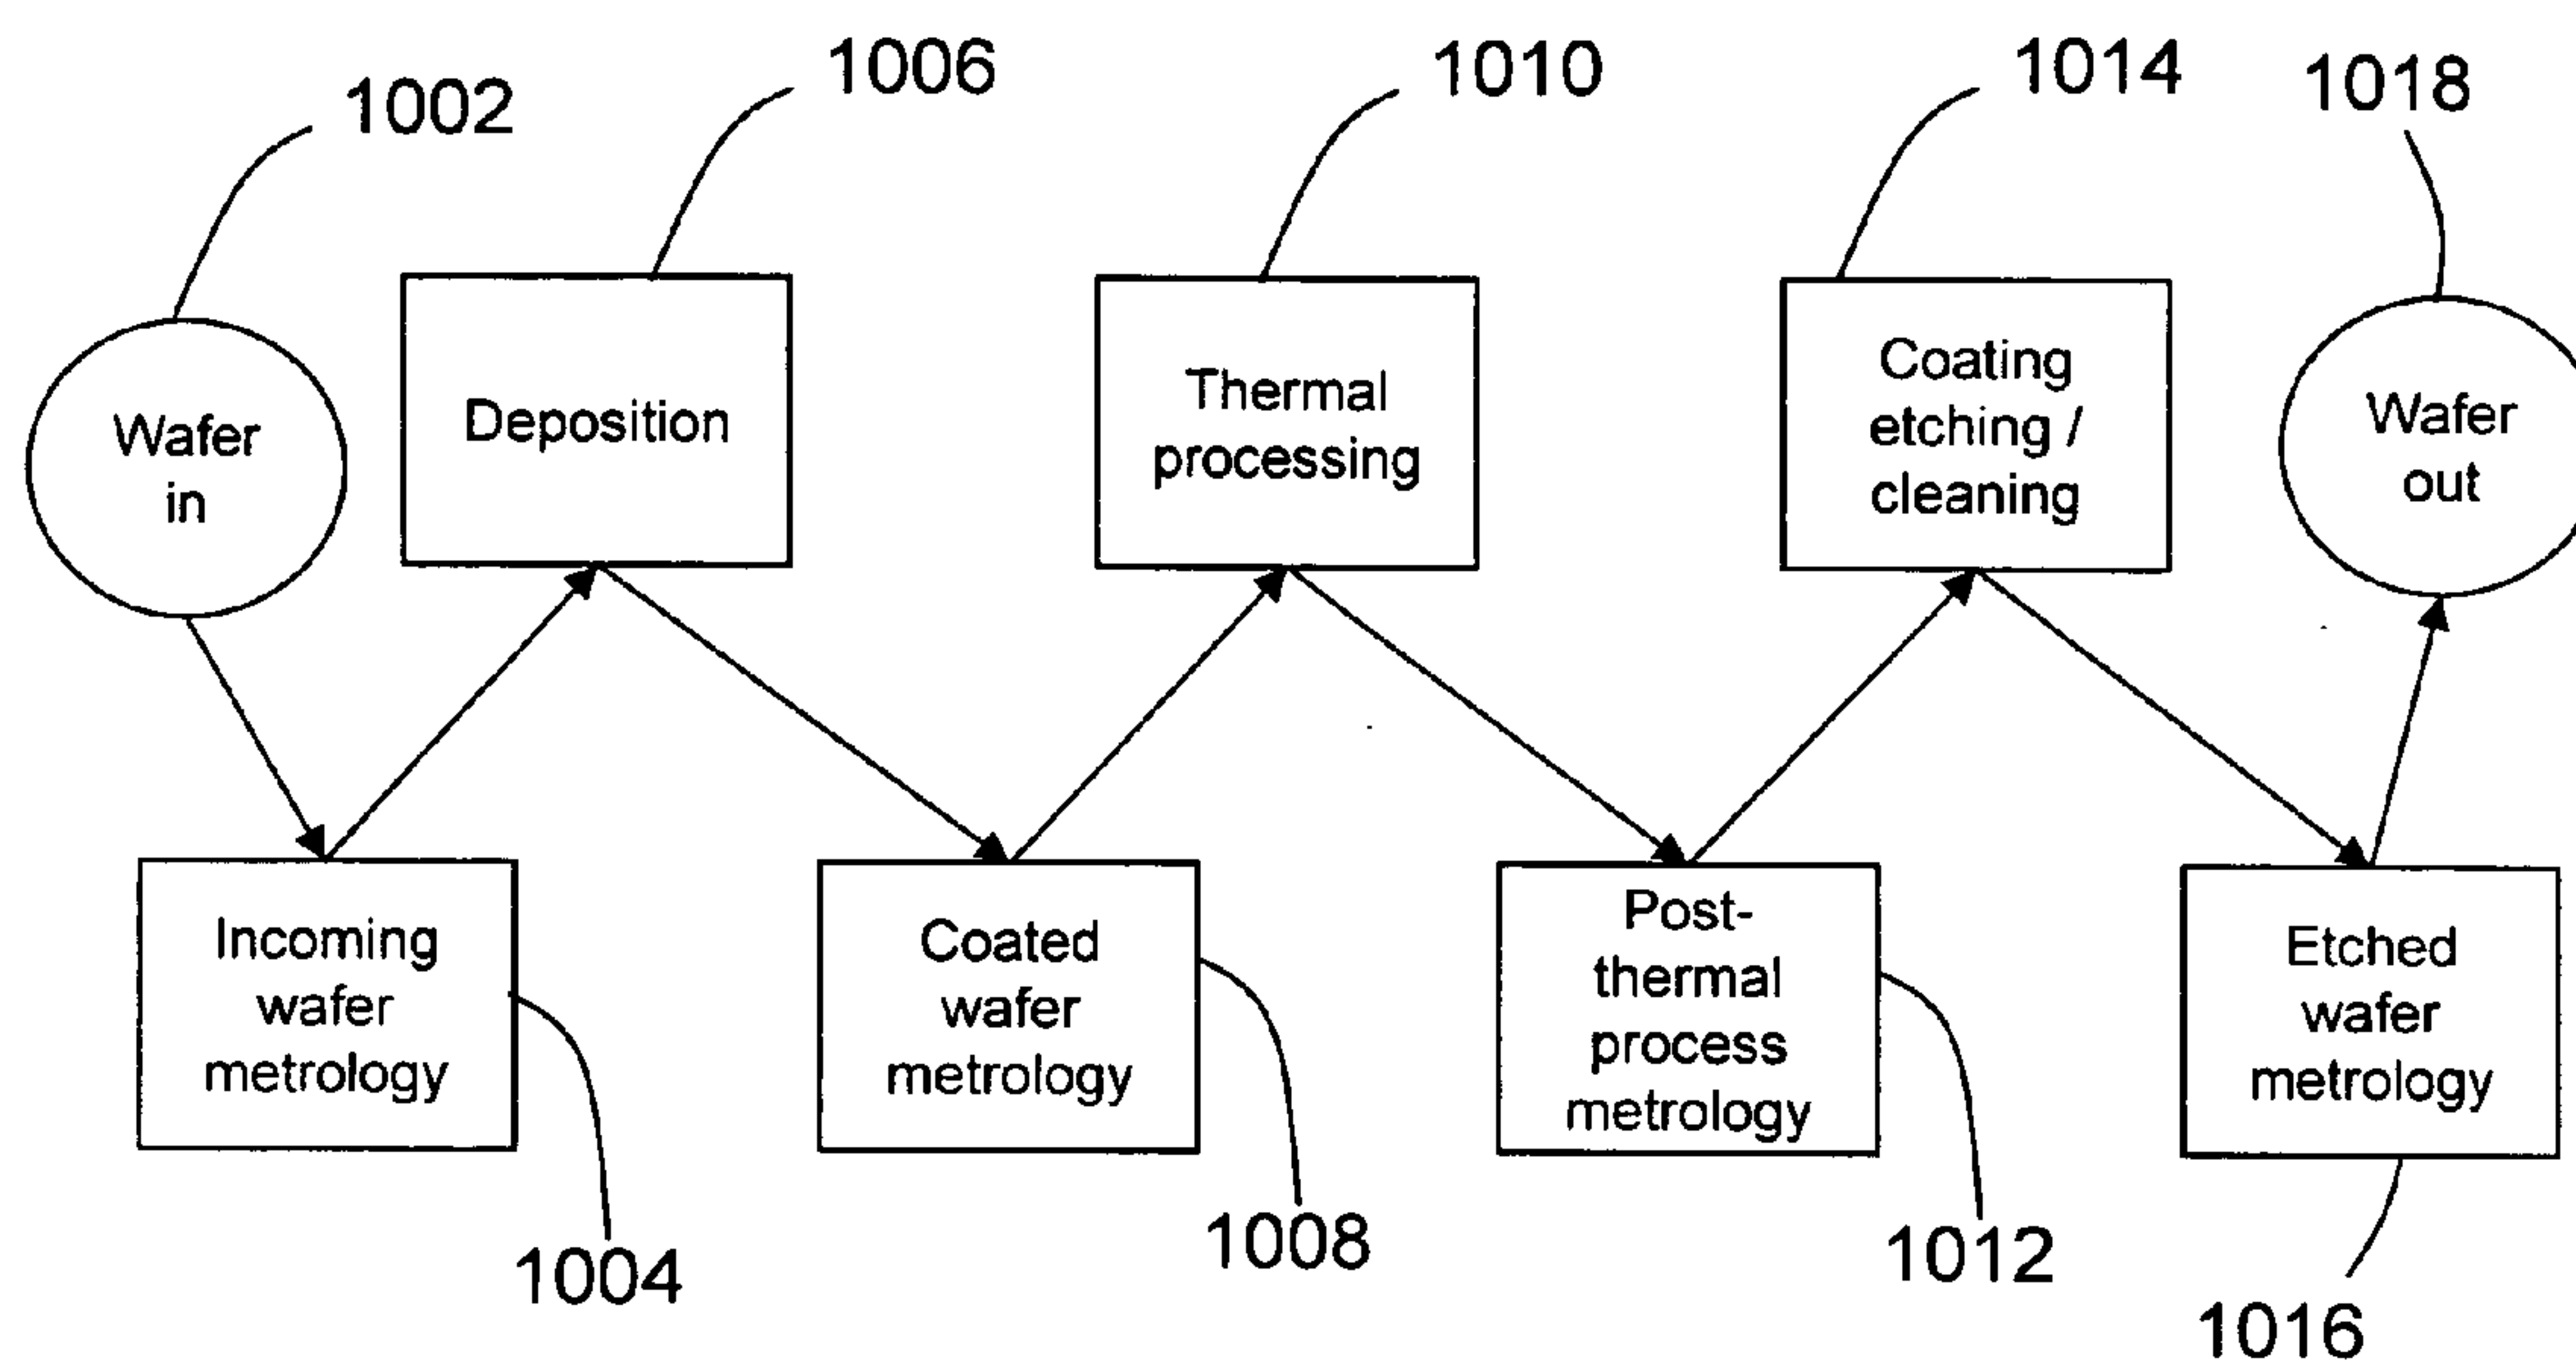 1002
1006
1010
1014
1018
Wafer
in
Deposition
Thermal
processing
Coating
etching /
cleaning
Wafer
out
Incoming
wafer
metrology
Coated
wafer
metrology
Post-
thermal
process
metrology
Etched
wafer
metrology
1004
1008
1012
1016